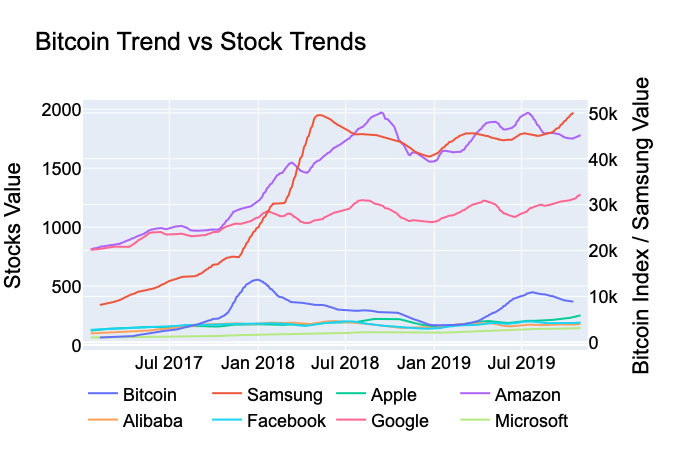 Bitcoin Trend vs Stock Trends
Stocks Value
2000
1500
1000
500
0
50k
40k
30k
20k
10k
0
Bitcoin Index / Samsung Value
Jul 2017 Jan 2018 Jul 2018 Jan 2019 Jul 2019
Bitcoin Samsung Apple Amazon
Alibaba Facebook Google Microsoft